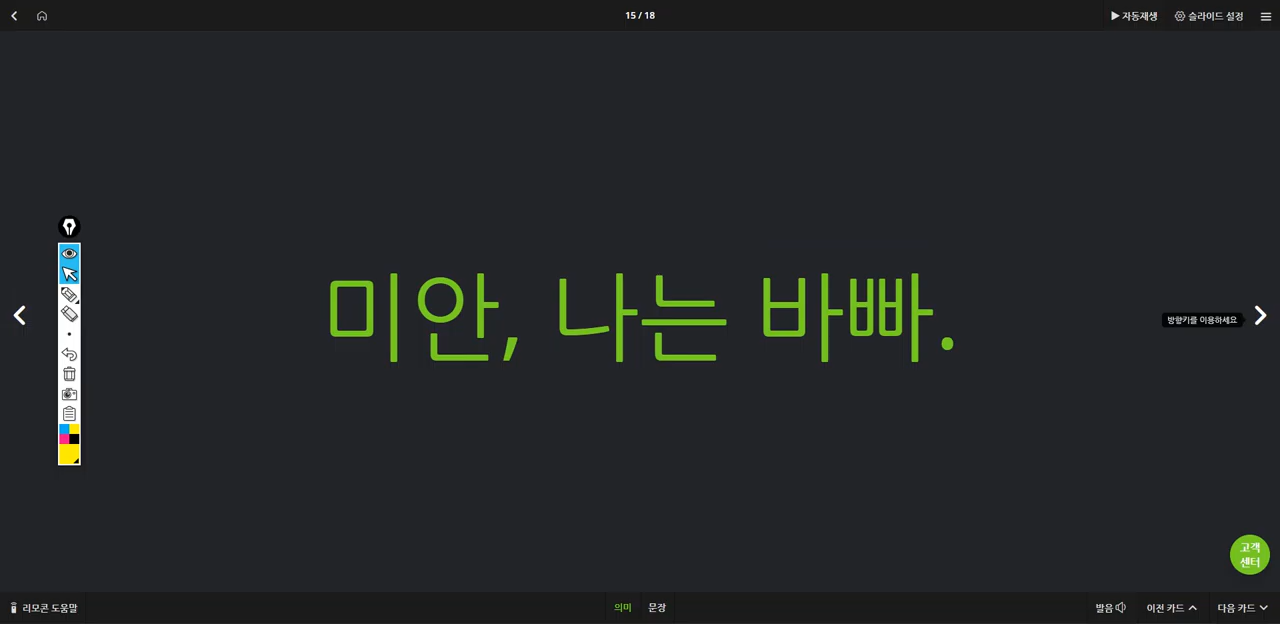 15 / 18
자동재생
슬라이드 설정
미안, 나는 바빠.
방향키를 이용하세요
고객
센터
리모콘 도움말
의미
문장
발음
이전 카드
다음 카드